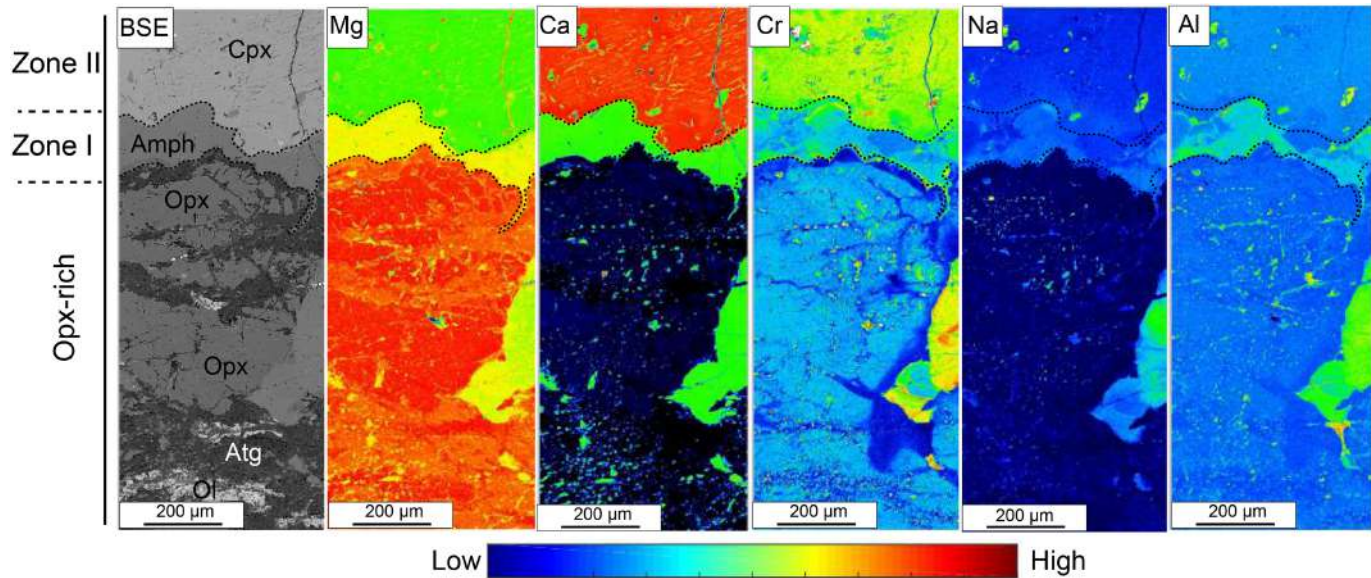 BSE
Mg
Ca
Cr
Na
Al
Zone II
Cpx
Zone I
Amph
Opx
Opx-rich
Opx
Atg
Ol
200 μm
200 μm
200 μm
200 μm
200 μm
200 μm
Low
High